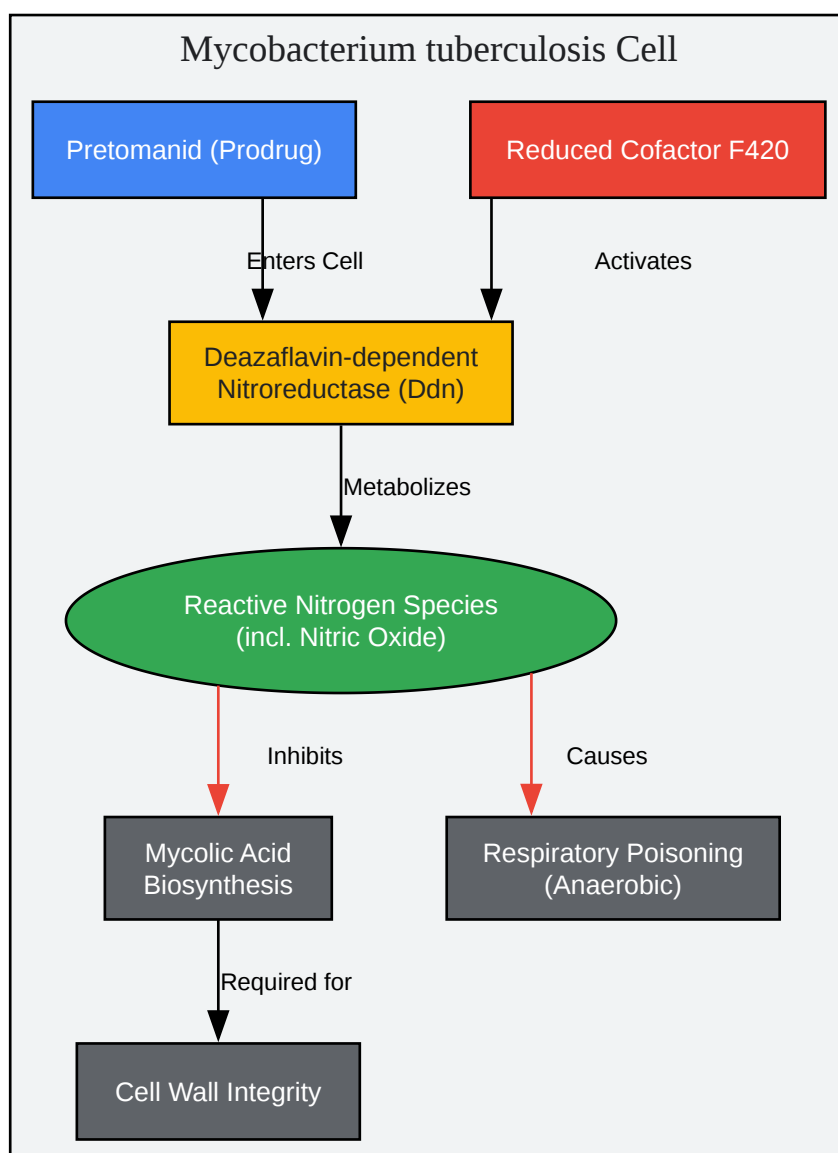 Mycobacterium tuberculosis Cell
Pretomanid (Prodrug)
Reduced Cofactor F420
Enters Cell
Activates
Deazaflavin-dependent
Nitroreductase (Ddn)
Metabolizes
Reactive Nitrogen Species
(incl. Nitric Oxide)
Inhibits
Causes
Mycolic Acid
Biosynthesis
Respiratory Poisoning
(Anaerobic)
Required for
Cell Wall Integrity